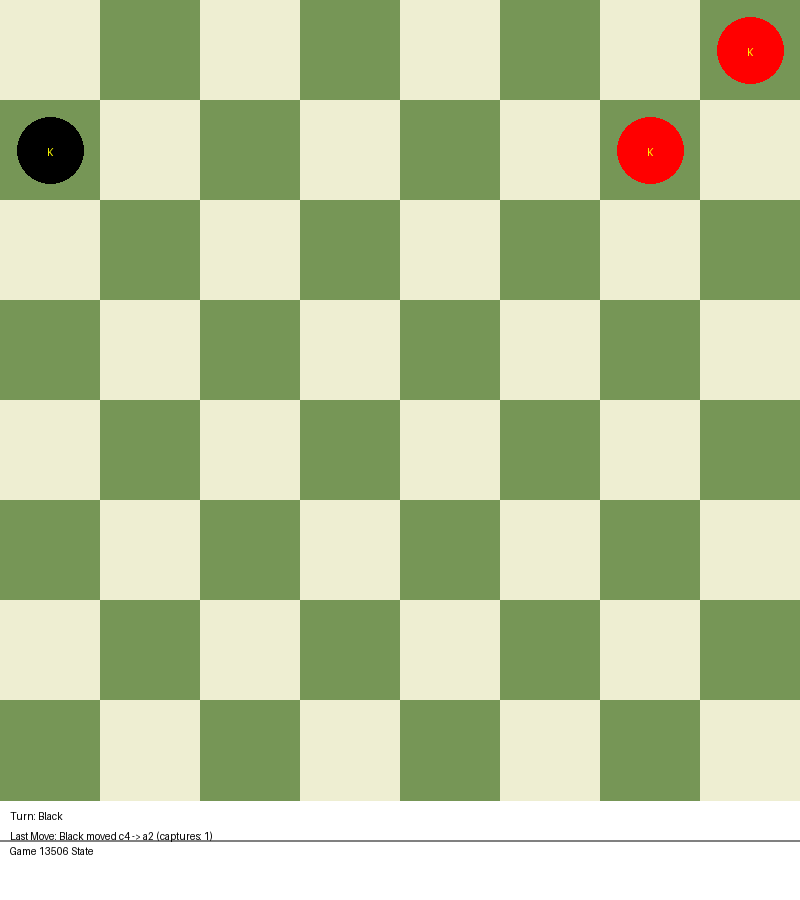 K
K
K
Turn: Black
Last Move: Black moved c4 -> a2 (captures: 1)
Game 13506 State